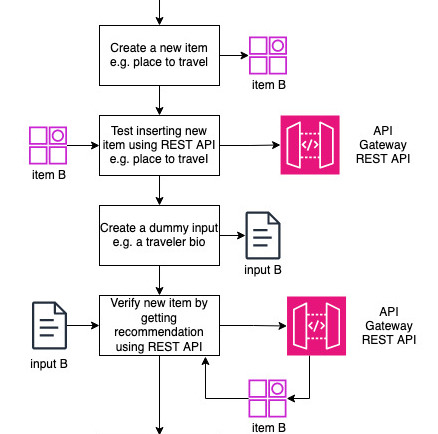 Create a new item
e.g. place to travel
item B
Test inserting new
item using REST API
e.g. place to travel
item B
API
Gateway
REST API
Create a dummy input
e.g. a traveler bio
input B
Verify new item by
getting
recommendation
using REST API
input B
API
Gateway
REST API
item B